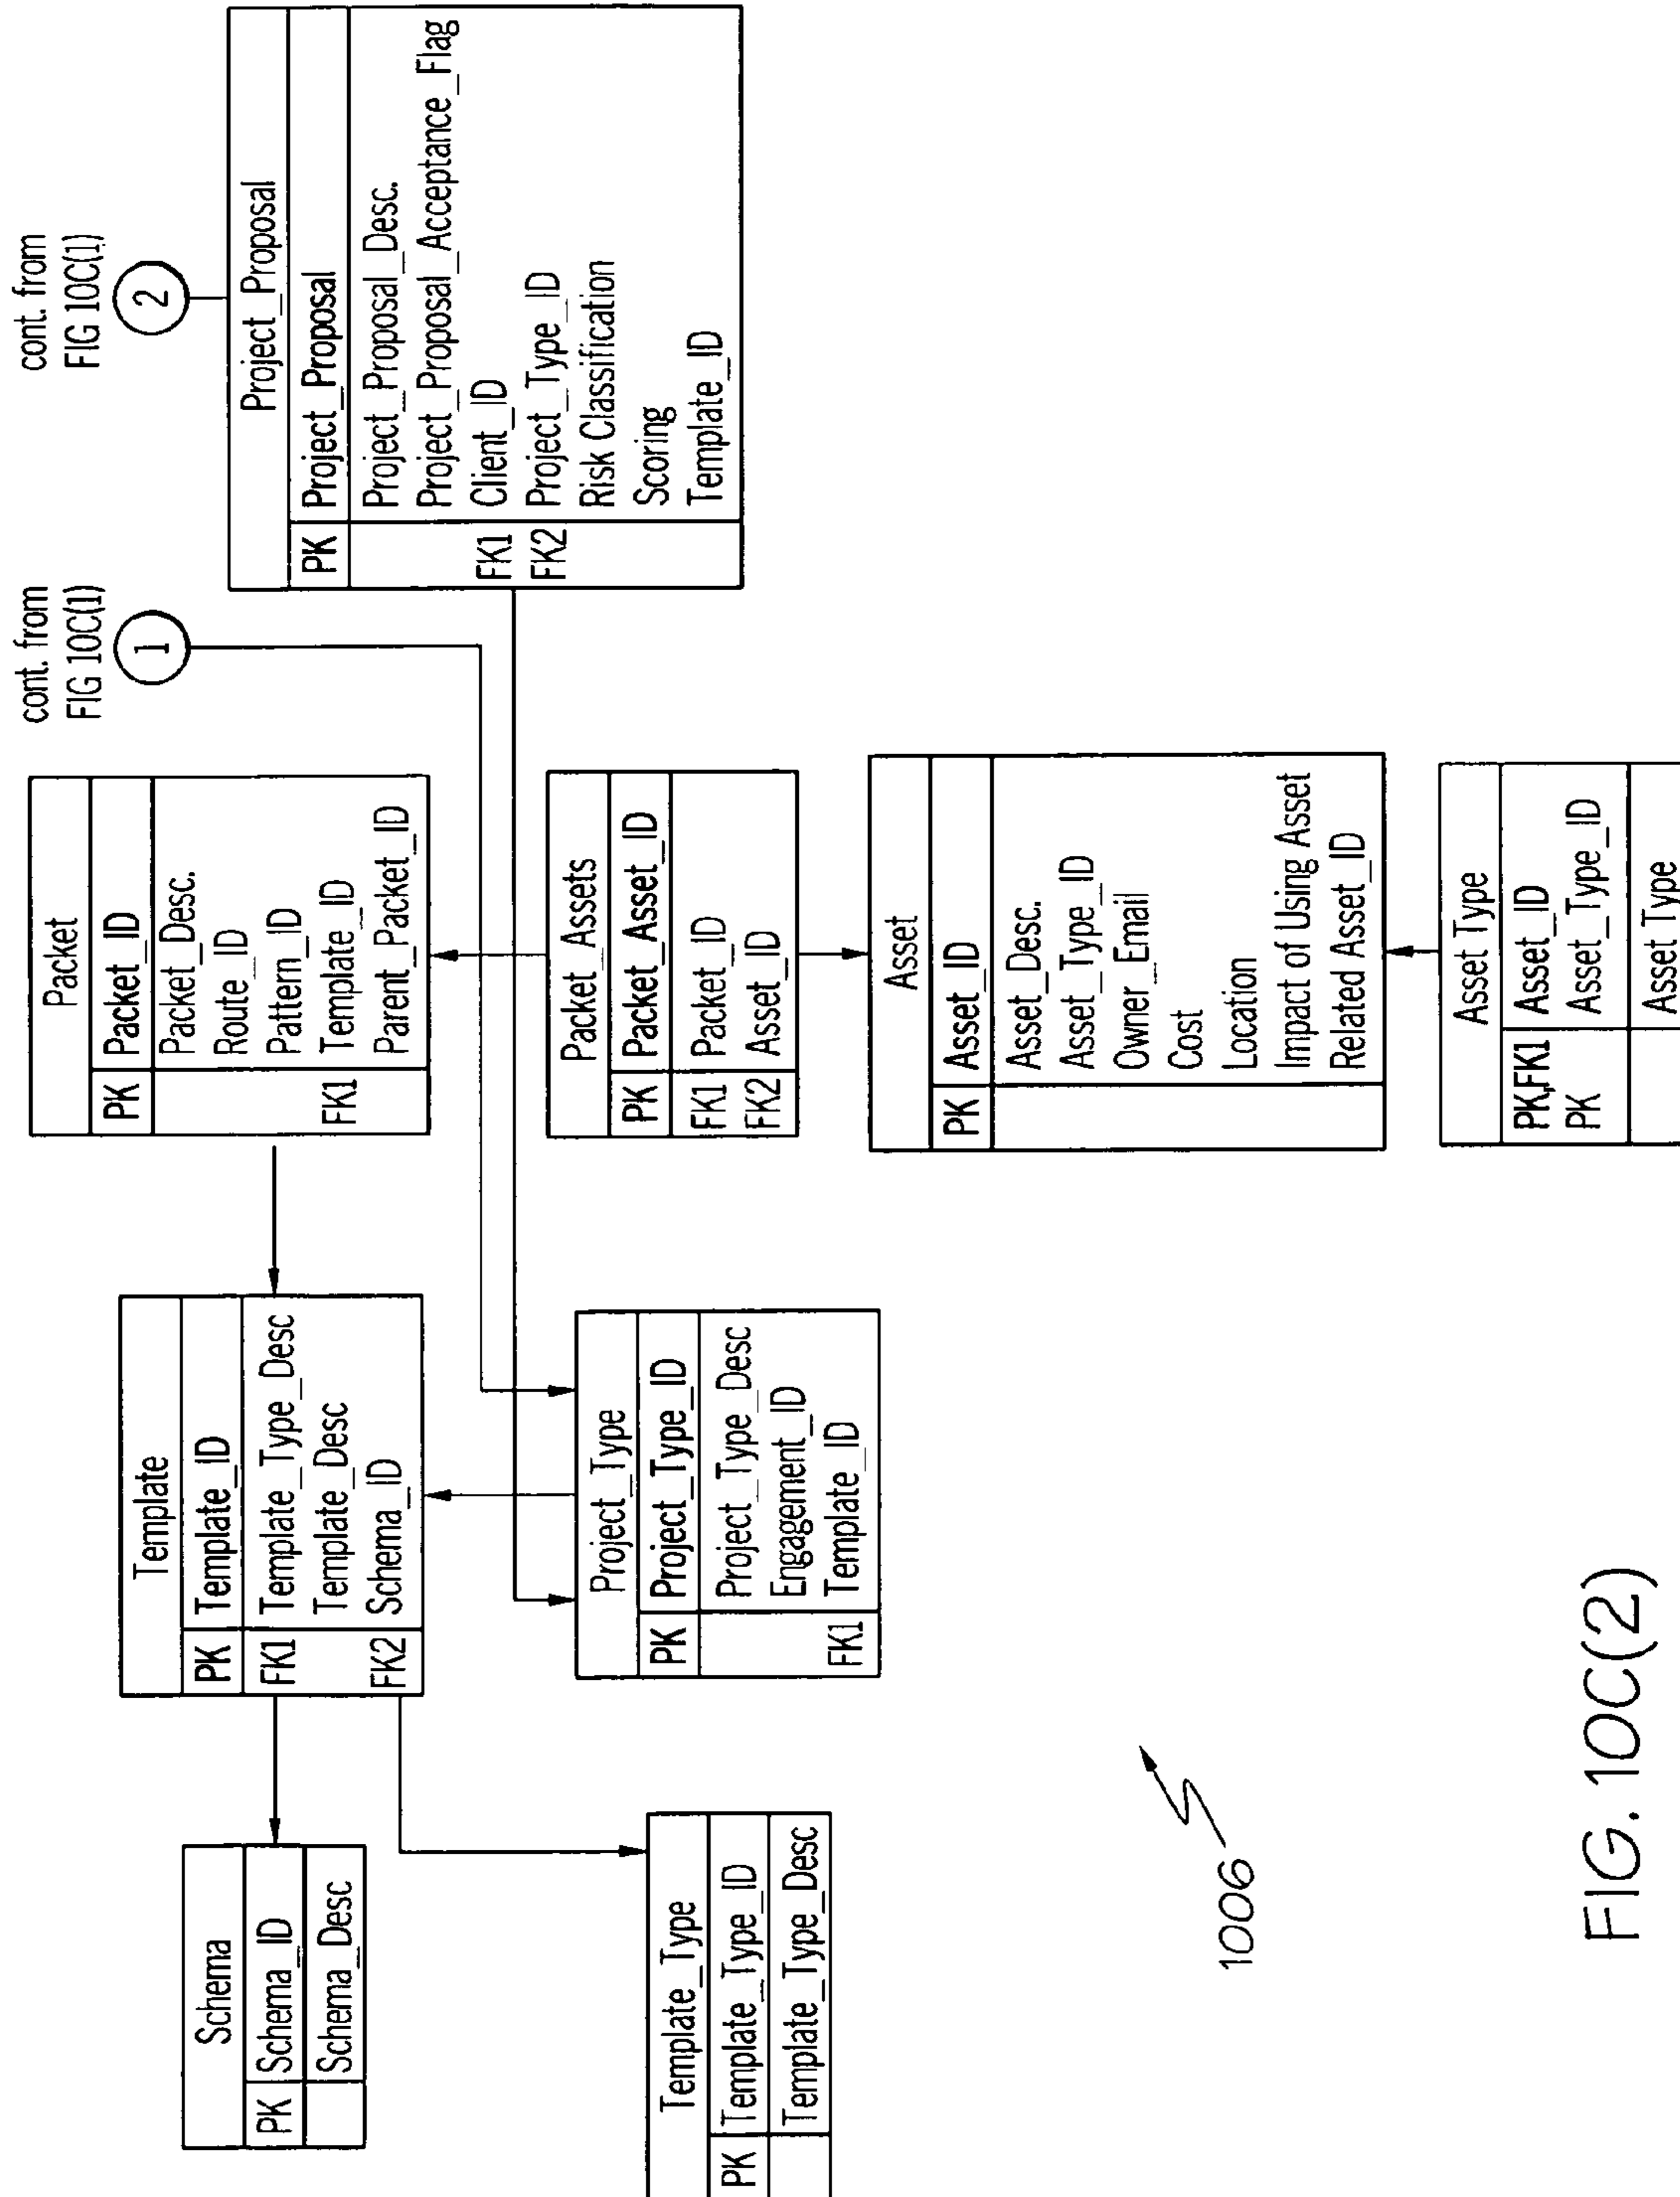 cont. from
FIG 10C(1)
2
Project_Proposal
PK Project_Proposal
Project_Proposal_Desc.
Project_Proposal_Acceptance_Flag
FK1 Client_ID
FK2 Project_Type_ID
Risk Classification
Scoring
Template_ID
cont. from
FIG 10C(1)
1
Packet
PK Packet_ID
Packet_Desc.
Route_ID
Pattern_ID
FK1 Template_ID
Parent_Packet_ID
Packet_Assets
PK Packet_Asset_ID
FK1 Packet_ID
FK2 Asset_ID
Asset
PK Asset_ID
Asset_Desc.
Asset_Type_ID
Owner_Email
Cost
Location
Impact of Using Asset
Related Asset_ID
Asset Type
PK,FK1 Asset_ID
PK Asset_Type_ID
Asset Type
Template
PK Template_ID
FK1 Template_Type_Desc
Template_Desc
FK2 Schema_ID
Project_Type
PK Project_Type_ID
Project_Type_Desc
Engagement_ID
FK1 Template_ID
Schema
PK Schema_ID
Schema_Desc
Template_Type
PK Template_Type_ID
Template_Type_Desc
1006
FIG. 10C(2)